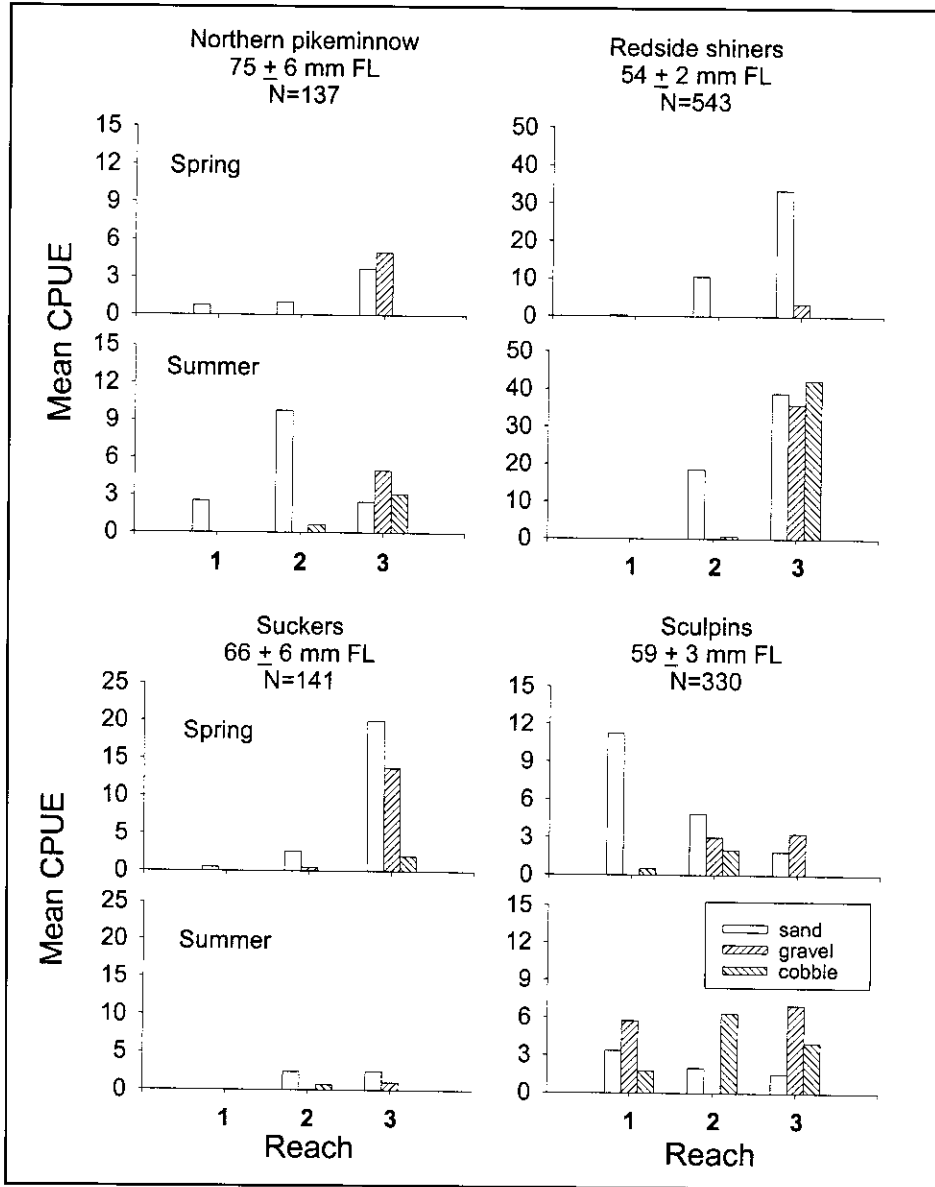 Northern pikeminnow
75 ± 6 mm FL
N=137
15
12
9
6
3
0
Spring
Mean CPUE
15
12
9
6
3
0
Summer
1 2 3
Redside shiners
54 ± 2 mm FL
N=543
50
40
30
20
10
0
50
40
30
20
10
0
1 2 3
Suckers
66 ± 6 mm FL
N=141
25
20
15
10
5
0
Spring
Mean CPUE
25
20
15
10
5
0
Summer
1 2 3
Reach
Sculpins
59 ± 3 mm FL
N=330
15
12
9
6
3
0
15
12
9
6
3
0
sand
gravel
cobble
1 2 3
Reach